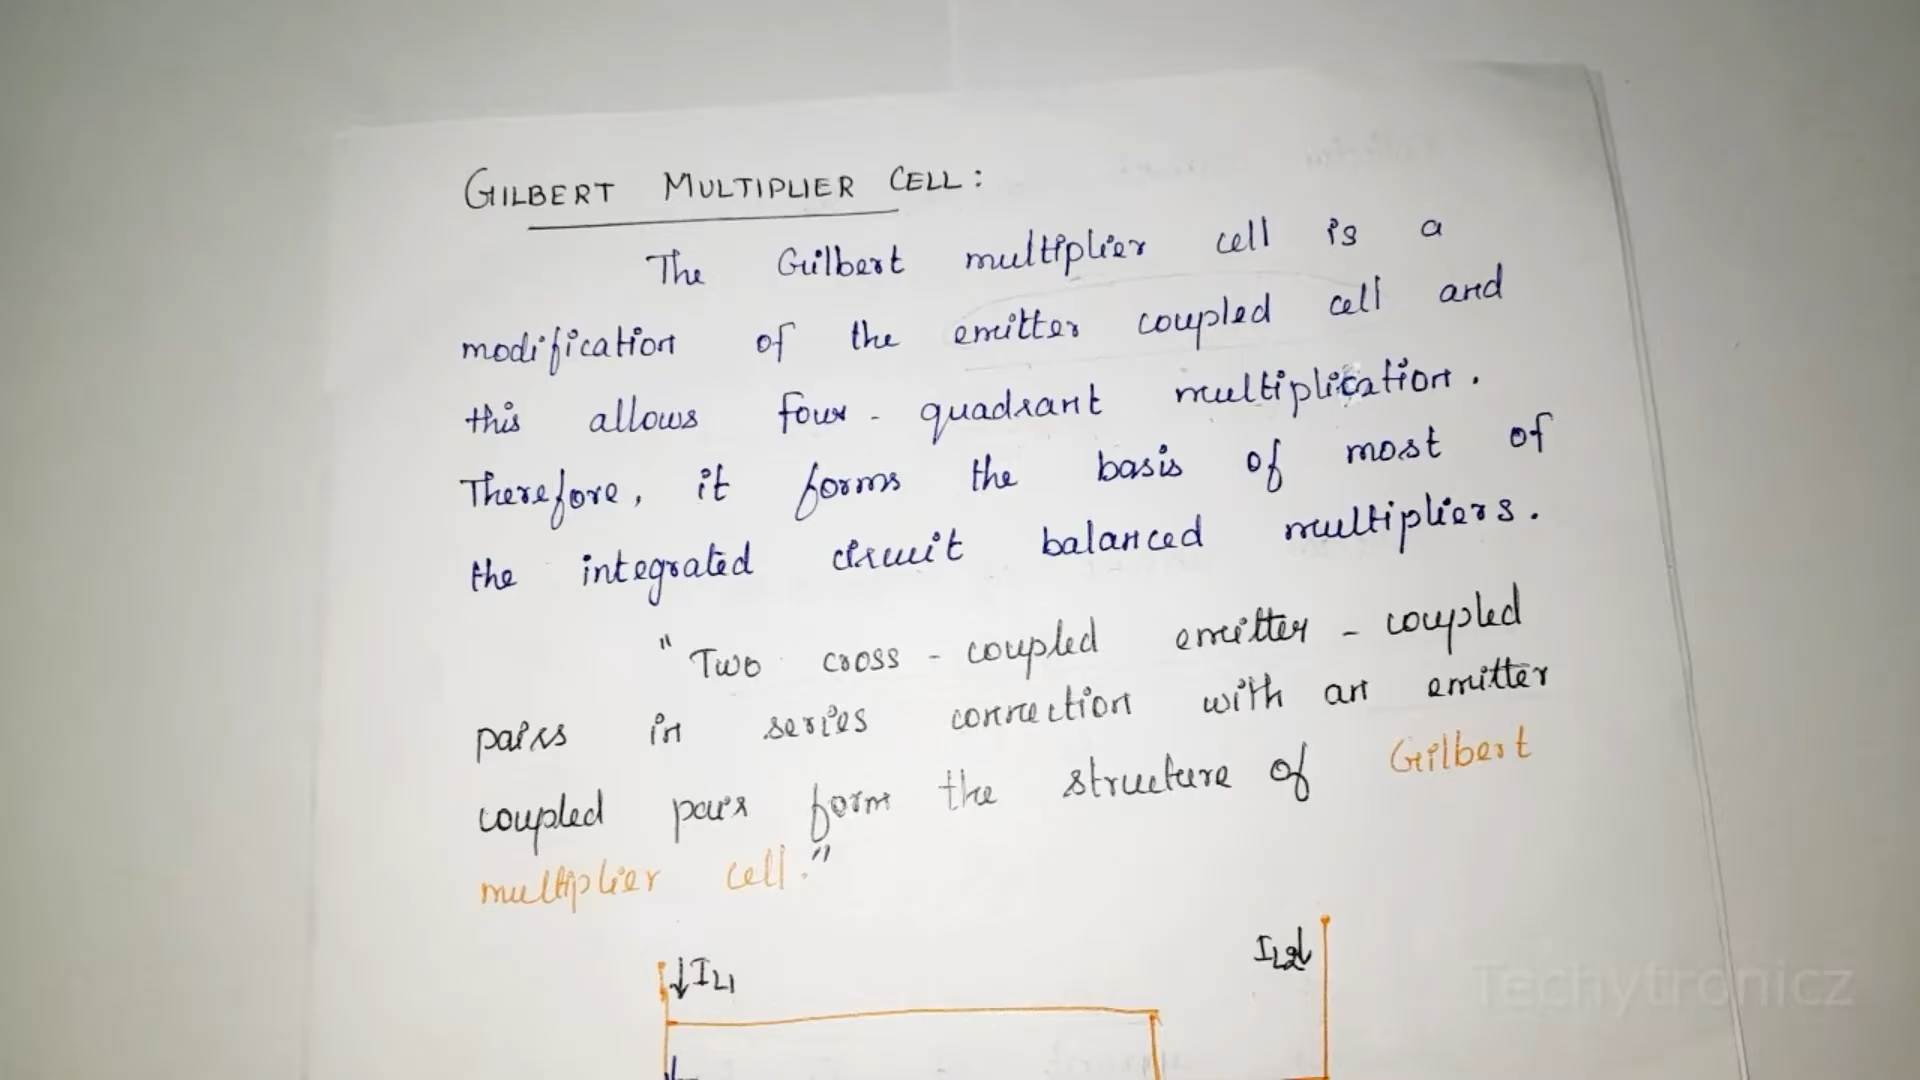 GILBERT MULTIPLIER CELL:
The Gilbert multiplier cell is a
modification of the emitter coupled cell and
this allows four - quadrant multiplication.
Therefore, it forms the basis of most of
the integrated circuit balanced multipliers.
"Two cross - coupled emitter - coupled
pairs in series connection with an emitter
coupled pairs form the structure of Gilbert
multiplier cell."
↓IL1
IL2↓
Techytronicz